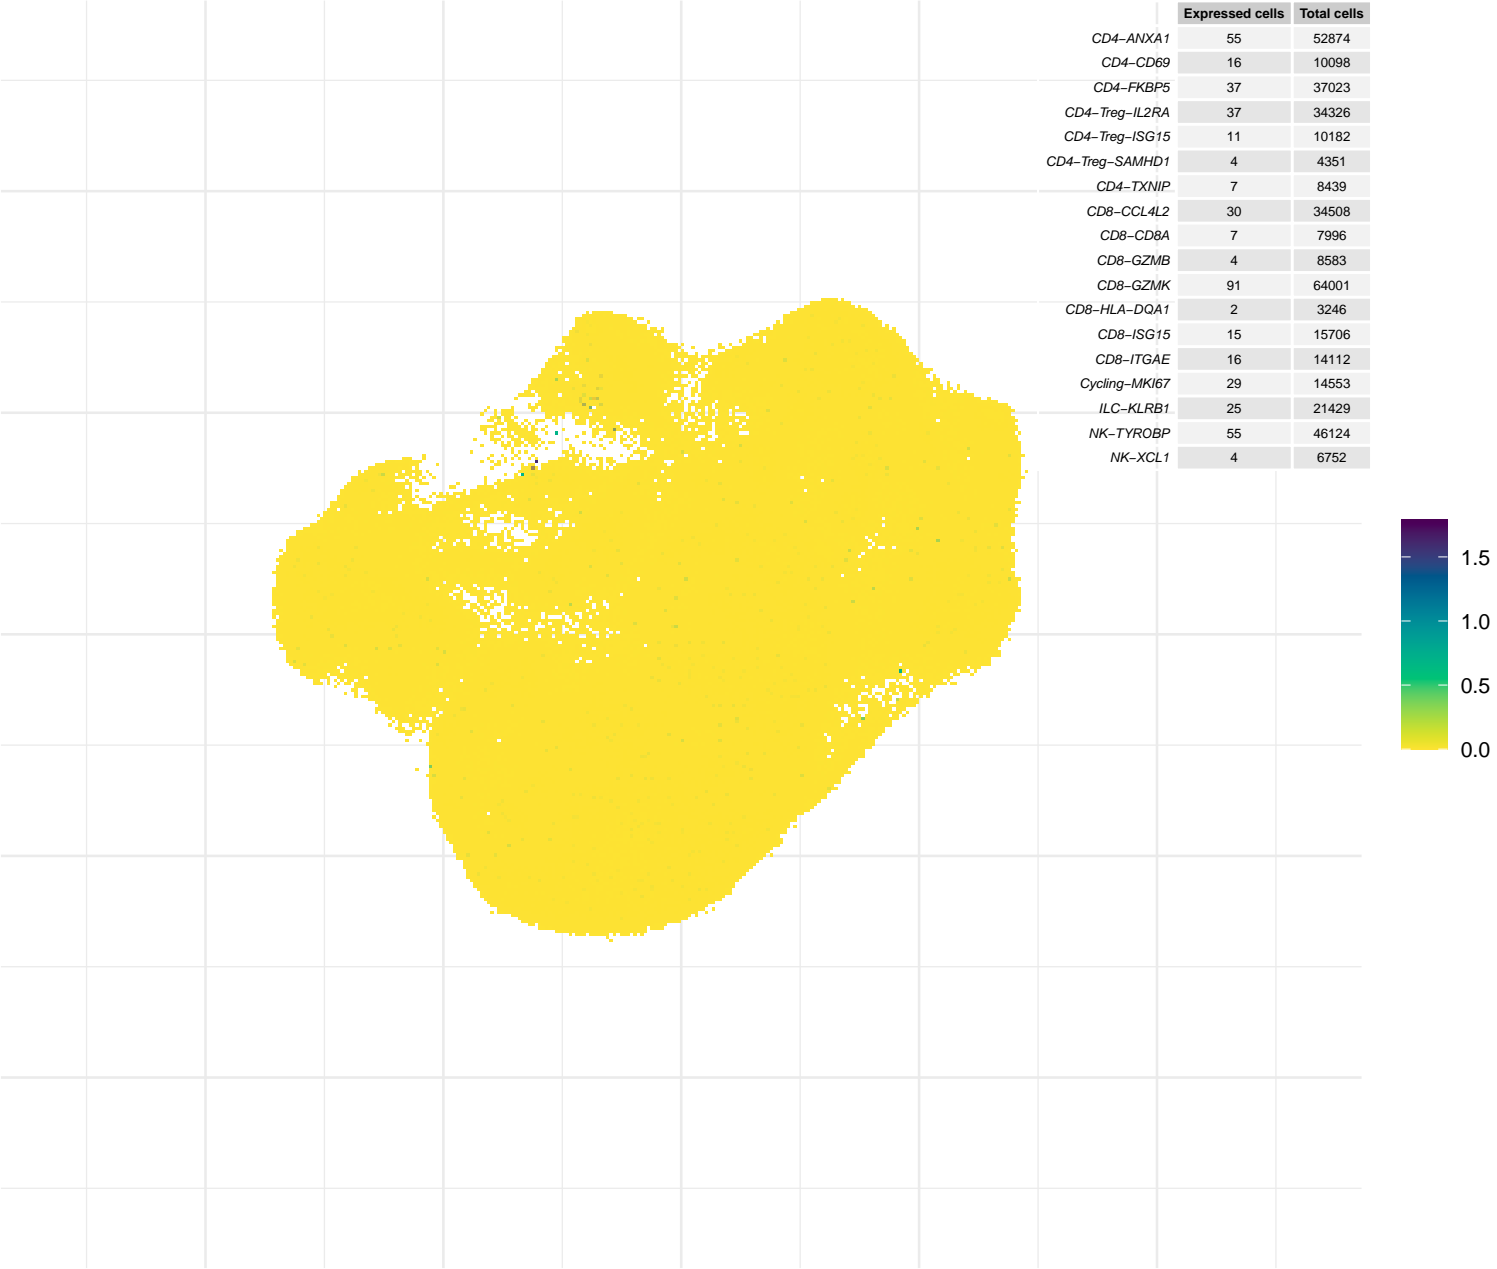 Expressed cells Total cells
CD4−ANXA1 55 52874
CD4−CD69 16 10098
CD4−FKBP5 37 37023
CD4−Treg−IL2RA 37 34326
CD4−Treg−ISG15 11 10182
CD4−Treg−SAMHD1 4 4351
CD4−TXNIP 7 8439
CD8−CCL4L2 30 34508
CD8−CD8A 7 7996
CD8−GZMB 4 8583
CD8−GZMK 91 64001
CD8−HLA−DQA1 2 3246
CD8−ISG15 15 15706
CD8−ITGAE 16 14112
Cycling−MKI67 29 14553
ILC−KLRB1 25 21429
NK−TYROBP 55 46124
NK−XCL1 4 6752
1.5
1.0
0.5
0.0